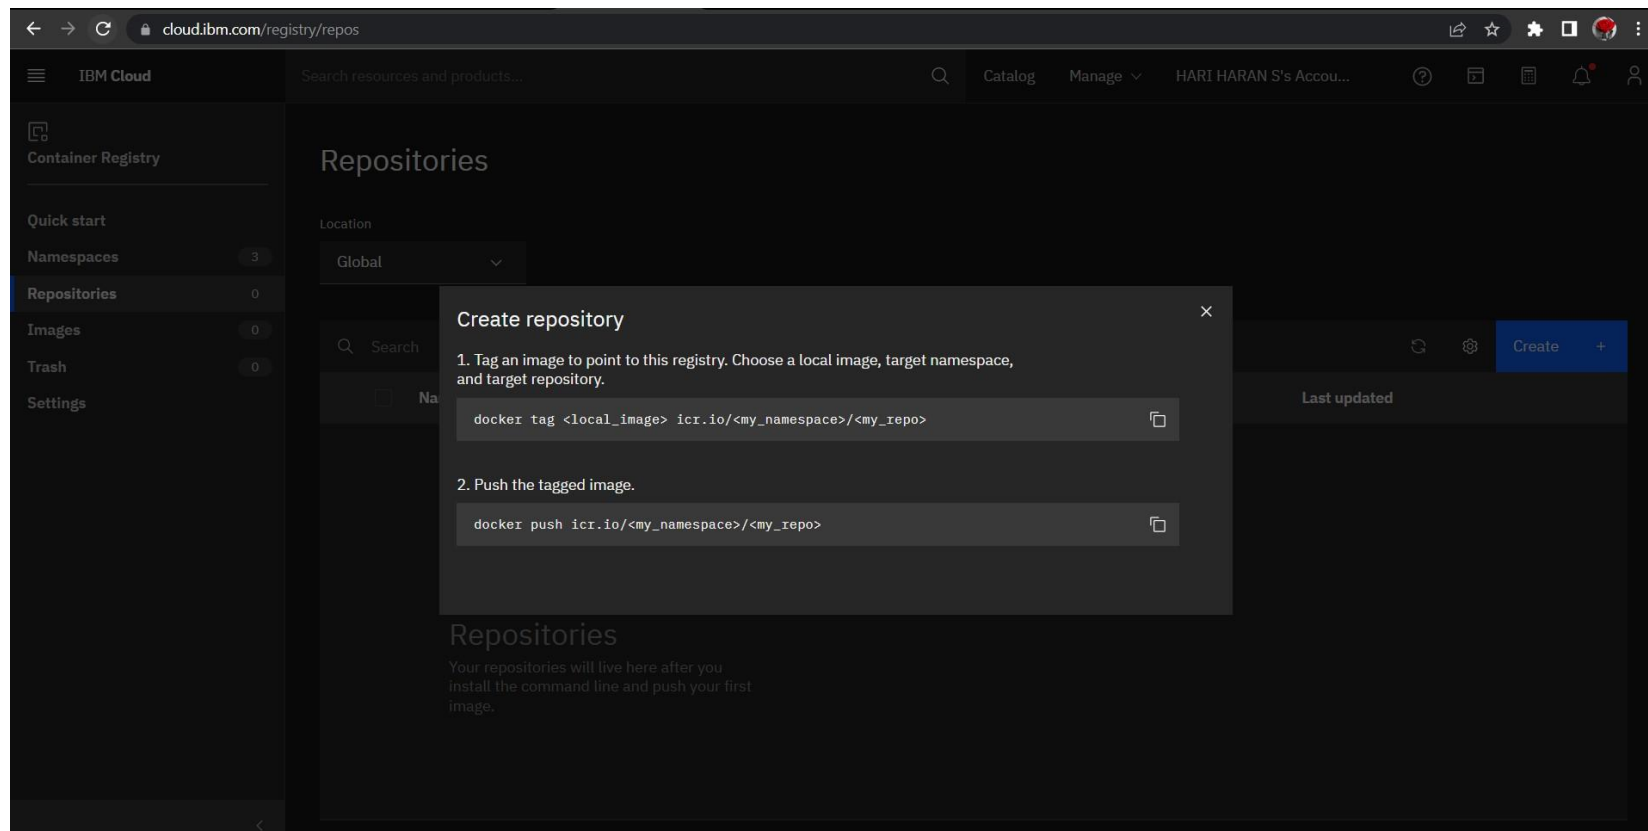 cloud.ibm.com/registry/repos
IBM Cloud
Search resources and products...
Catalog
Manage
HARI HARAN S's Accou...
Container Registry
Quick start
Namespaces 3
Repositories 0
Images 0
Trash 0
Settings
Repositories
Location
Global
Search
Create +
Na
Last updated
Create repository
1. Tag an image to point to this registry. Choose a local image, target namespace,
and target repository.
docker tag <local_image> icr.io/<my_namespace>/<my_repo>
2. Push the tagged image.
docker push icr.io/<my_namespace>/<my_repo>
Repositories
Your repositories will live here after you
install the command line and push your first
image.